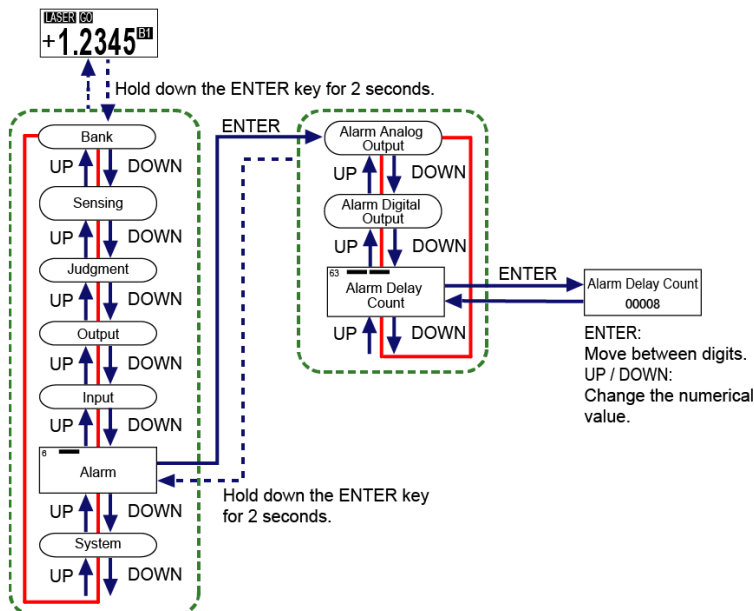 LASER GO
+1.2345 B1
Hold down the ENTER key for 2 seconds.
Bank
UP DOWN
Sensing
UP DOWN
Judgment
UP DOWN
Output
UP DOWN
Input
UP DOWN
6
Alarm
UP DOWN
System
UP DOWN
ENTER
Alarm Analog
Output
UP DOWN
Alarm Digital
Output
UP DOWN
63
Alarm Delay
Count
UP DOWN
ENTER
Alarm Delay Count
00008
ENTER:
Move between digits.
UP / DOWN:
Change the numerical
value.
Hold down the ENTER key
for 2 seconds.